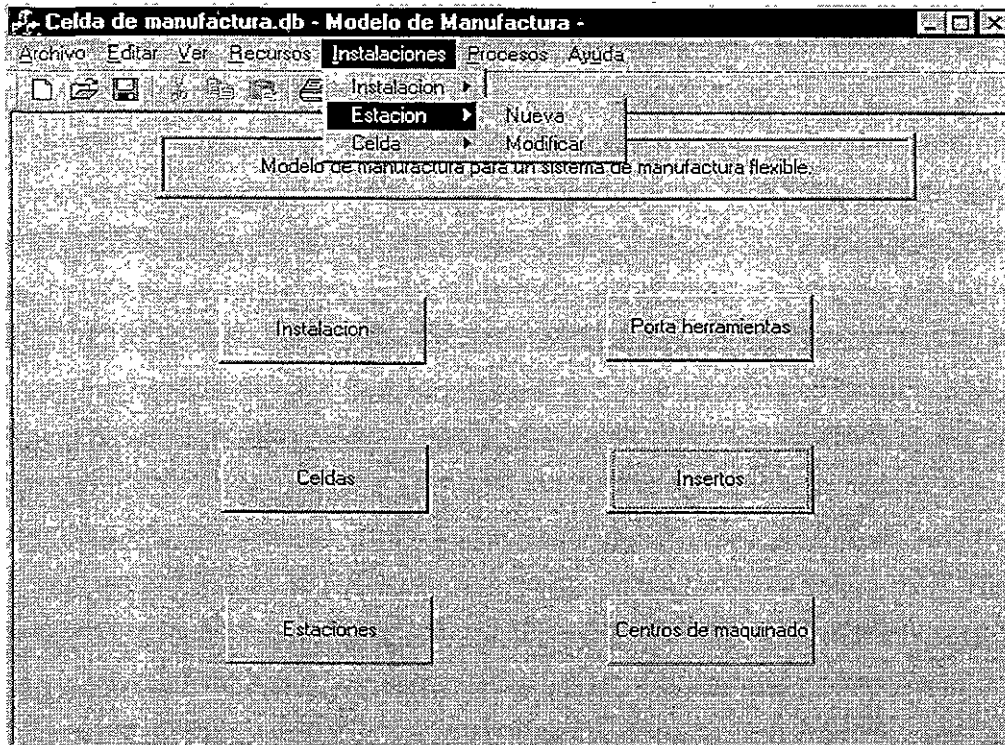 Celda de manufactura.db - Modelo de Manufactura -
Archivo Editar Ver Recursos Instalaciones Procesos Ayuda
Instalacion
Estacion
Nueva
Celda
Modificar
Modelo de manufactura para un sistema de manufactura flexible.
Instalacion
Porta herramientas
Celdas
Insertos
Estaciones
Centros de maquinado